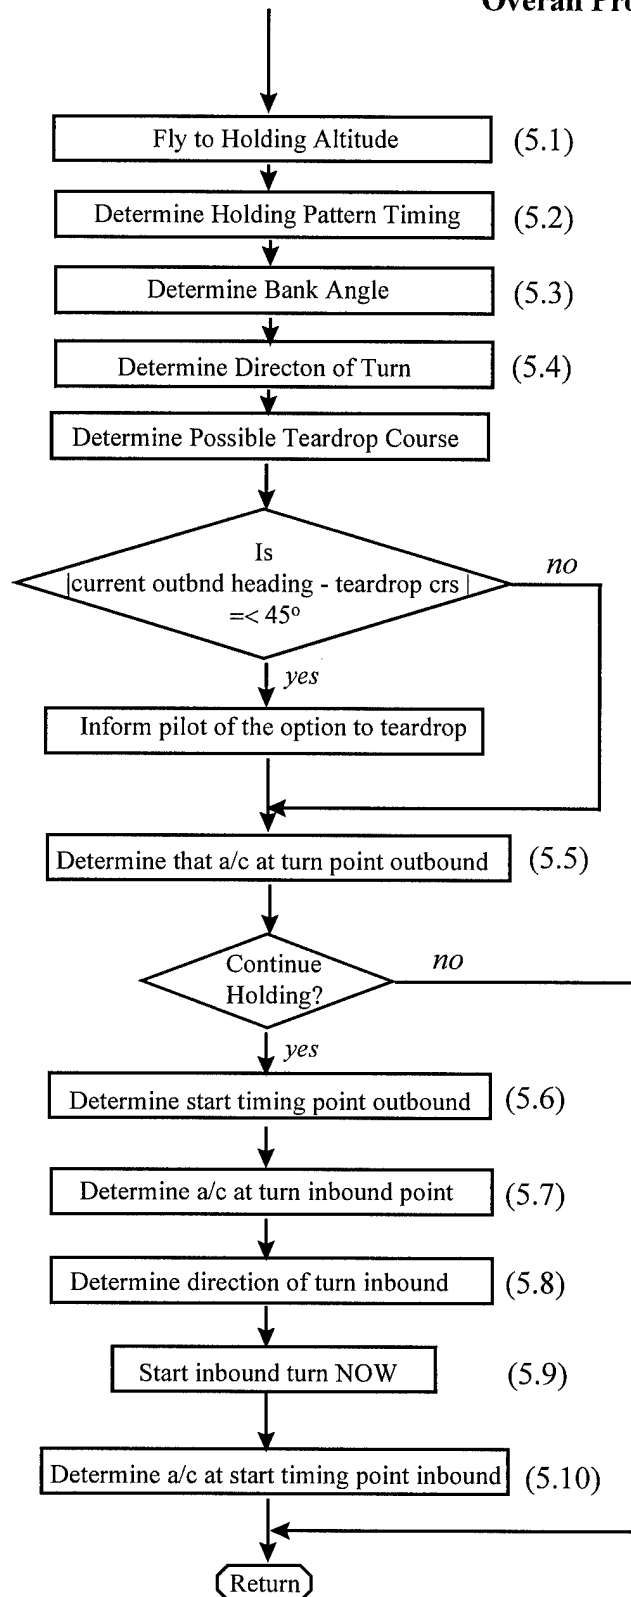 Overall Pro
Fly to Holding Altitude (5.1)
Determine Holding Pattern Timing (5.2)
Determine Bank Angle (5.3)
Determine Directon of Turn (5.4)
Determine Possible Teardrop Course
Is
|current outbnd heading - teardrop crs |
=< 45º
no
yes
Inform pilot of the option to teardrop
Determine that a/c at turn point outbound (5.5)
Continue
Holding?
no
yes
Determine start timing point outbound (5.6)
Determine a/c at turn inbound point (5.7)
Determine direction of turn inbound (5.8)
Start inbound turn NOW (5.9)
Determine a/c at start timing point inbound (5.10)
Return